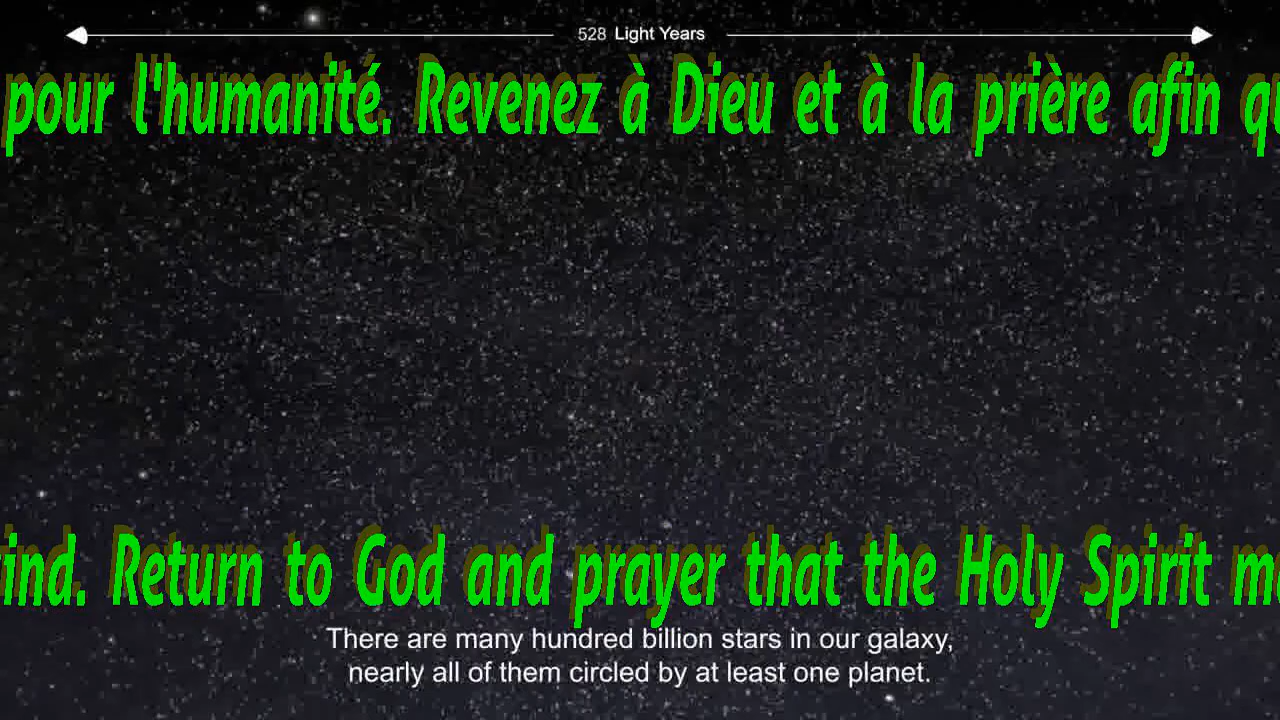 528 Light Years
pour l'humanité. Revenez à Dieu et à la prière afin
Return to God and prayer that the Holy Spirit
There are many hundred billion stars in our galaxy,
nearly all of them circled by at least one planet.